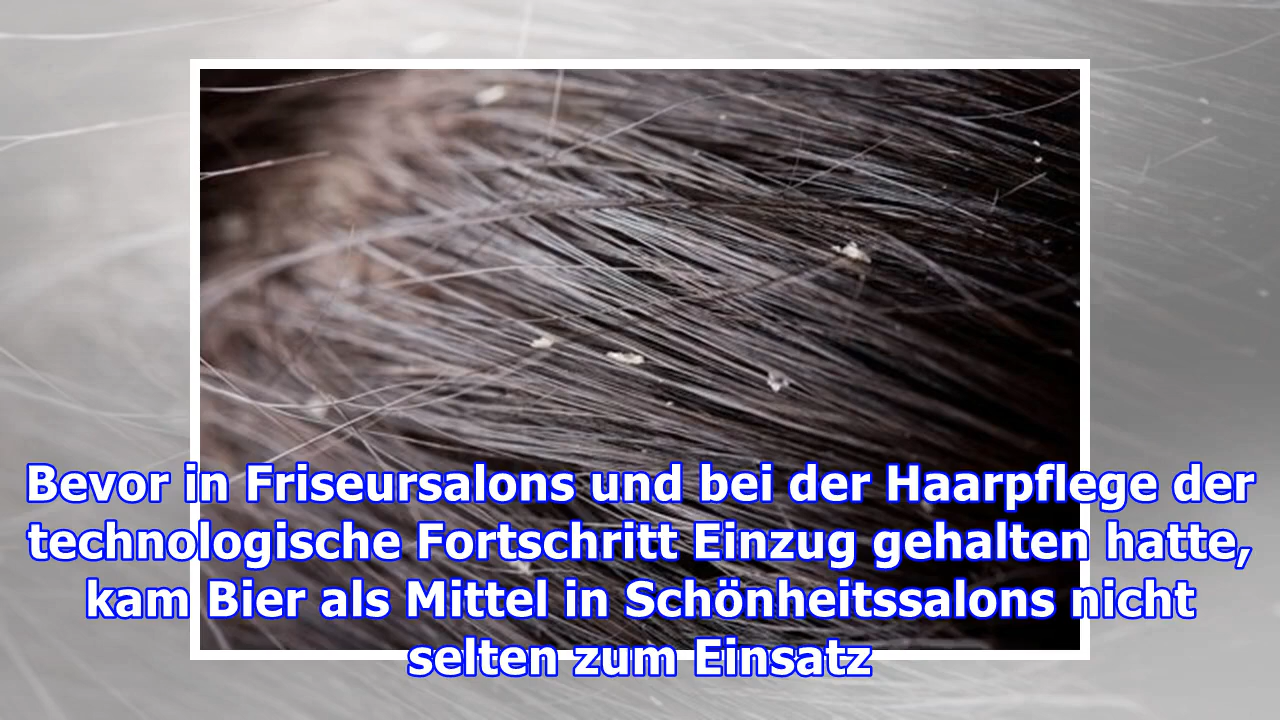 Bevor in Friseursalons und bei der Haarpflege der
technologische Fortschritt Einzug gehalten hatte,
kam Bier als Mittel in Schönheitssalons nicht
selten zum Einsatz